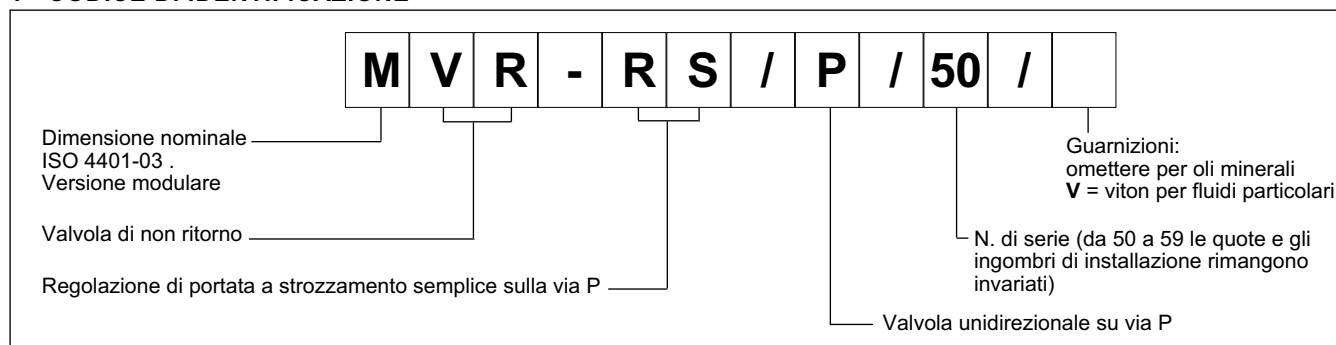 M V R - R S / P / 50 /
Dimensione nominale
ISO 4401-03 .
Versione modulare
Valvola di non ritorno
Regolazione di portata a strozzamento semplice sulla via P
Guarnizioni:
omettere per oli minerali
V = viton per fluidi particolari
N. di serie (da 50 a 59 le quote e gli
ingombri di installazione rimangono
invariati)
Valvola unidirezionale su via P